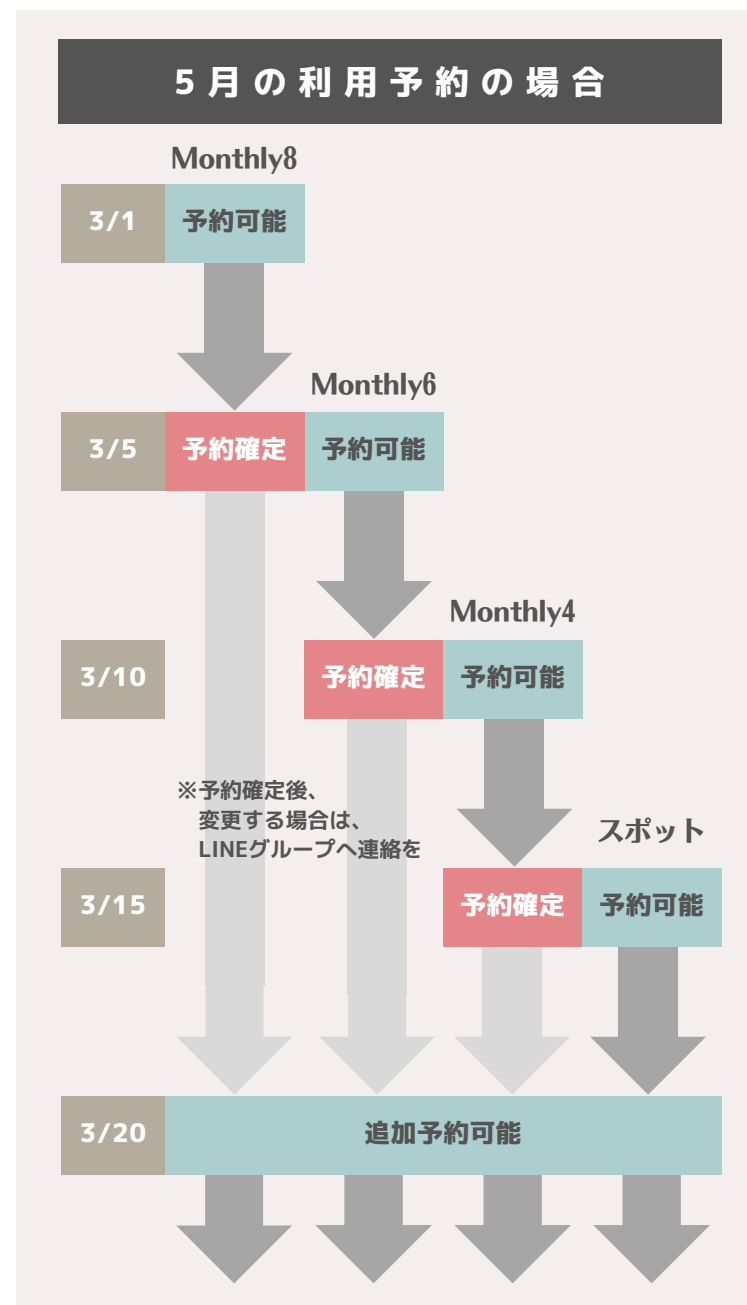 5月の利用予約の場合
Monthly8
3/1 予約可能
Monthly6
3/5 予約確定 予約可能
Monthly4
3/10 予約確定 予約可能
※予約確定後、
変更する場合は、
LINEグループへ連絡を
スポット
3/15 予約確定 予約可能
3/20 追加予約可能